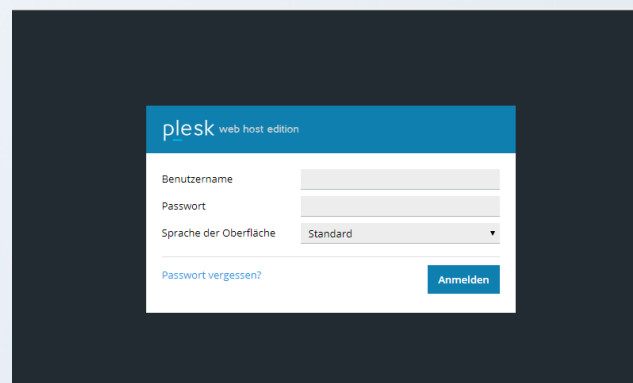 plesk web host edition
Benutzername
Passwort
Sprache der Oberfläche Standard
Passwort vergessen? Anmelden